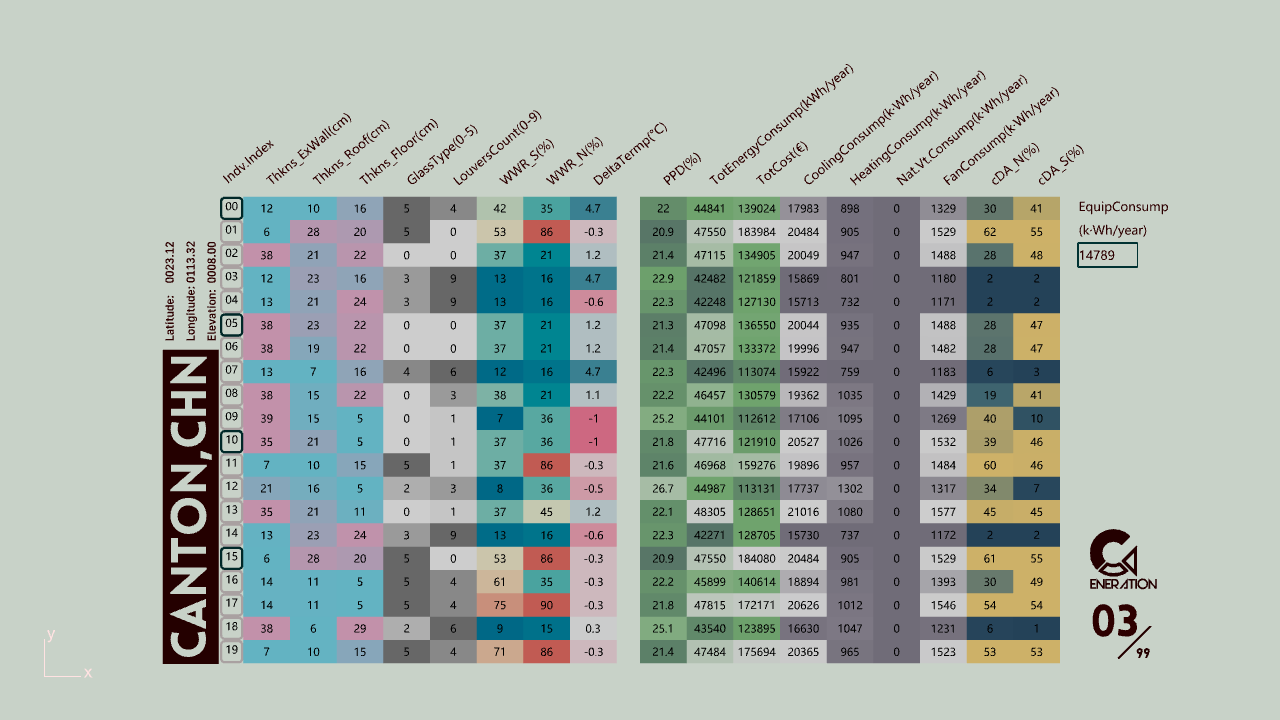 Indv.Index Thkns_ExWall(cm) Thkns_Roof(cm) Thkns_Floor(cm) GlassType(0-5) LouversCount(0-9) WWR_S(%) WWR_N(%) DeltaTermp(°C) PPD(%) TotEnergyConsump(kWh/year) TotCost(€) CoolingConsump(k·Wh/year) HeatingConsump(k·Wh/year) Nat.Vt.Consump(k·Wh/year) FanConsump(k·Wh/year) cDA_N(%) cDA_S(%)
00 12 10 16 5 4 42 35 4.7 22 44841 139024 17983 898 0 1329 30 41
01 6 28 20 5 0 53 86 -0.3 20.9 47550 183984 20484 905 0 1529 62 55
02 38 21 22 0 0 37 21 1.2 21.4 47115 134905 20049 947 0 1488 28 48
03 12 23 16 3 9 13 16 4.7 22.9 42482 121859 15869 801 0 1180 2 2
04 13 21 24 3 9 13 16 -0.6 22.3 42248 127130 15713 732 0 1171 2 2
05 38 23 22 0 0 37 21 1.2 21.3 47098 136550 20044 935 0 1488 28 47
06 38 19 22 0 0 37 21 1.2 21.4 47057 133372 19996 947 0 1482 28 47
07 13 7 16 4 6 12 16 4.7 22.3 42496 113074 15922 759 0 1183 6 3
08 38 15 22 0 3 38 21 1.1 22.2 46457 130579 19362 1035 0 1429 19 41
09 39 15 5 0 1 7 36 -1 25.2 44101 112612 17106 1095 0 1269 40 10
10 35 21 5 0 1 37 36 -1 21.8 47716 121910 20527 1026 0 1532 39 46
11 7 10 15 5 1 37 86 -0.3 21.6 46968 159276 19896 957 0 1484 60 46
12 21 16 5 2 3 8 36 -0.5 26.7 44987 113131 17737 1302 0 1317 34 7
13 35 21 11 0 1 37 45 1.2 22.1 48305 128651 21016 1080 0 1577 45 45
14 13 23 24 3 9 13 16 -0.6 22.3 42271 128705 15730 737 0 1172 2 2
15 6 28 20 5 0 53 86 -0.3 20.9 47550 184080 20484 905 0 1529 61 55
16 14 11 5 5 4 61 35 -0.3 22.2 45899 140614 18894 981 0 1393 30 49
17 14 11 5 5 4 75 90 -0.3 21.8 47815 172171 20626 1012 0 1546 54 54
18 38 6 29 2 6 9 15 0.3 25.1 43540 123895 16630 1047 0 1231 6 1
19 7 10 15 5 4 71 86 -0.3 21.4 47484 175694 20365 965 0 1523 53 53
EquipConsump
(k·Wh/year)
14789
Latitude: 0023.12
Longitude: 0113.32
Elevation: 0008.00
CANTON,CHN
ENERATION
03/99
y
x